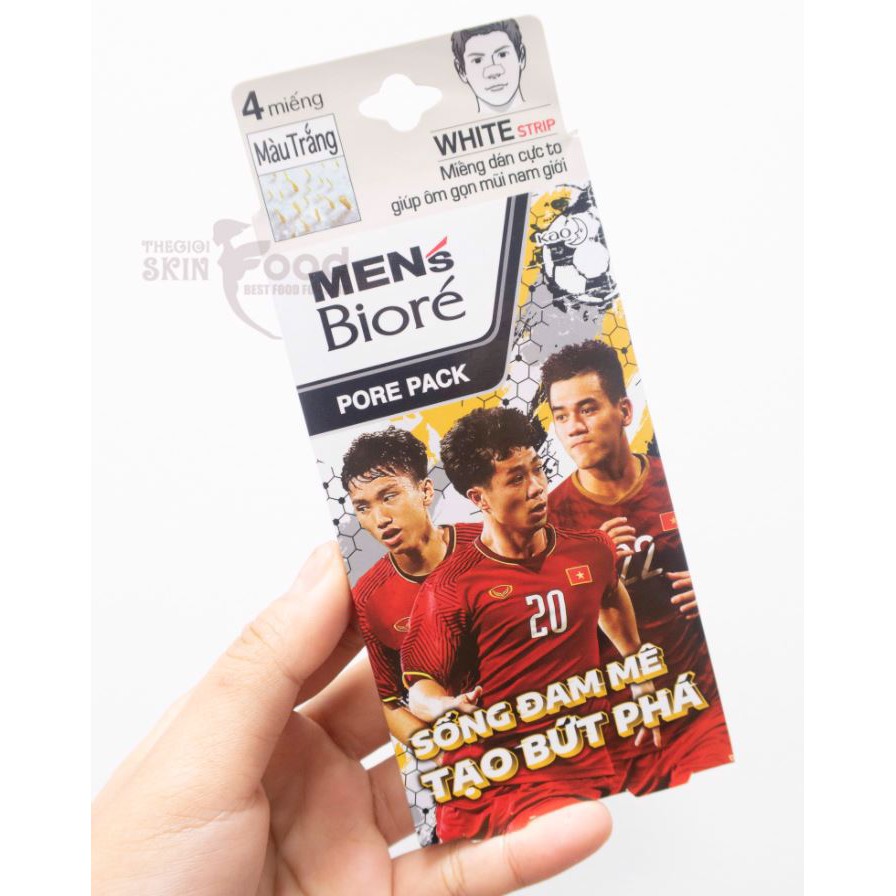 4 miếng
Màu Trắng
WHITE STRIP
Miếng dán cực to
giúp ôm gọn mũi nam giới
Kao
THEGIOI
SKIN Food
BEST FOOD
MEN's
Bioré
PORE PACK
22
20
SỐNG ĐAM MÊ
TẠO BỨT PHÁ